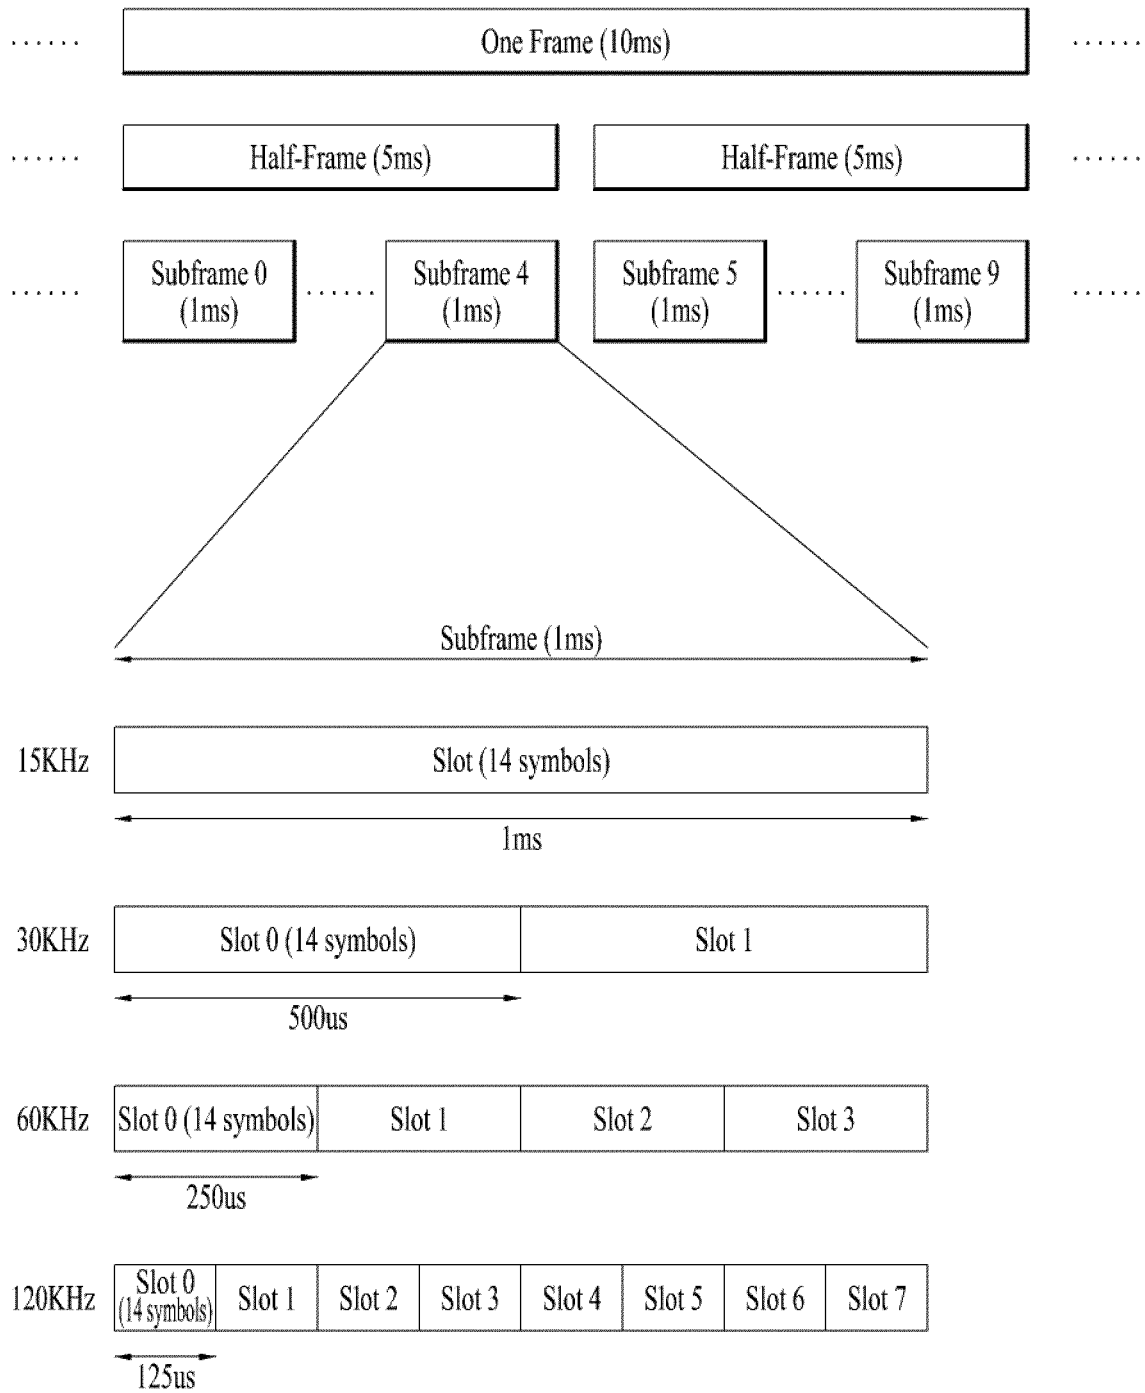 One Frame (10ms)
Half-Frame (5ms) Half-Frame (5ms)
Subframe 0 Subframe 4 Subframe 5 Subframe 9
(1ms) (1ms) (1ms) (1ms)
Subframe (1ms)
15KHz Slot (14 symbols)
1ms
30KHz Slot 0 (14 symbols) Slot 1
500us
60KHz Slot 0 (14 symbols) Slot 1 Slot 2 Slot 3
250us
120KHz Slot 0 (14 symbols) Slot 1 Slot 2 Slot 3 Slot 4 Slot 5 Slot 6 Slot 7
125us